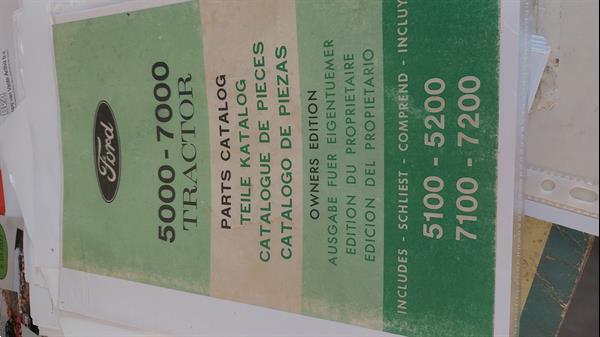 Ford
5000 - 7000
TRACTOR
PARTS CATALOG
TEILE KATALOG
CATALOGUE DE PIECES
CATALOGO DE PIEZAS
OWNERS EDITION
AUSGABE FUER EIGENTUEMER
EDITION DU PROPRIETAIRE
EDICION DEL PROPIETARIO
INCLUDES - SCHLIEST - COMPREND - INCLUY
5100 - 5200
7100 - 7200